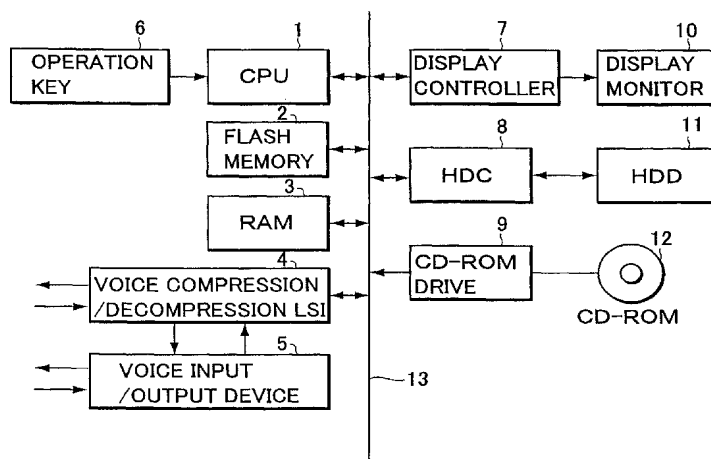 6
OPERATION
KEY
1
CPU
2
FLASH
MEMORY
3
RAM
4
VOICE COMPRESSION
/DECOMPRESSION LSI
5
VOICE INPUT
/OUTPUT DEVICE
7
DISPLAY
CONTROLLER
10
DISPLAY
MONITOR
8
HDC
11
HDD
9
CD-ROM
DRIVE
12
CD-ROM
13